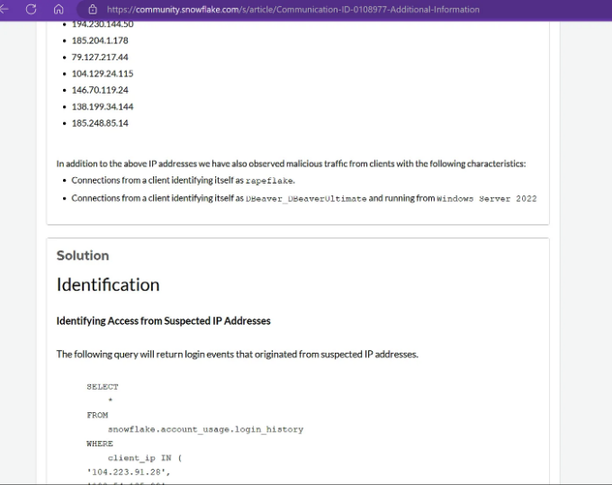 https://community.snowflake.com/s/article/Communication-ID-0108977-Additional-Information
194.230.144.50
185.204.1.178
79.127.217.44
104.129.24.115
146.70.119.24
138.199.34.144
185.248.85.14
In addition to the above IP addresses we have also observed malicious traffic from clients with the following characteristics:
Connections from a client identifying itself as rapeflake.
Connections from a client identifying itself as DBeaver_DBeaverUltimate and running from Windows Server 2022
Solution
Identification
Identifying Access from Suspected IP Addresses
The following query will return login events that originated from suspected IP addresses.
SELECT
*
FROM
snowflake.account_usage.login_history
WHERE
client_ip IN (
'104.223.91.28',